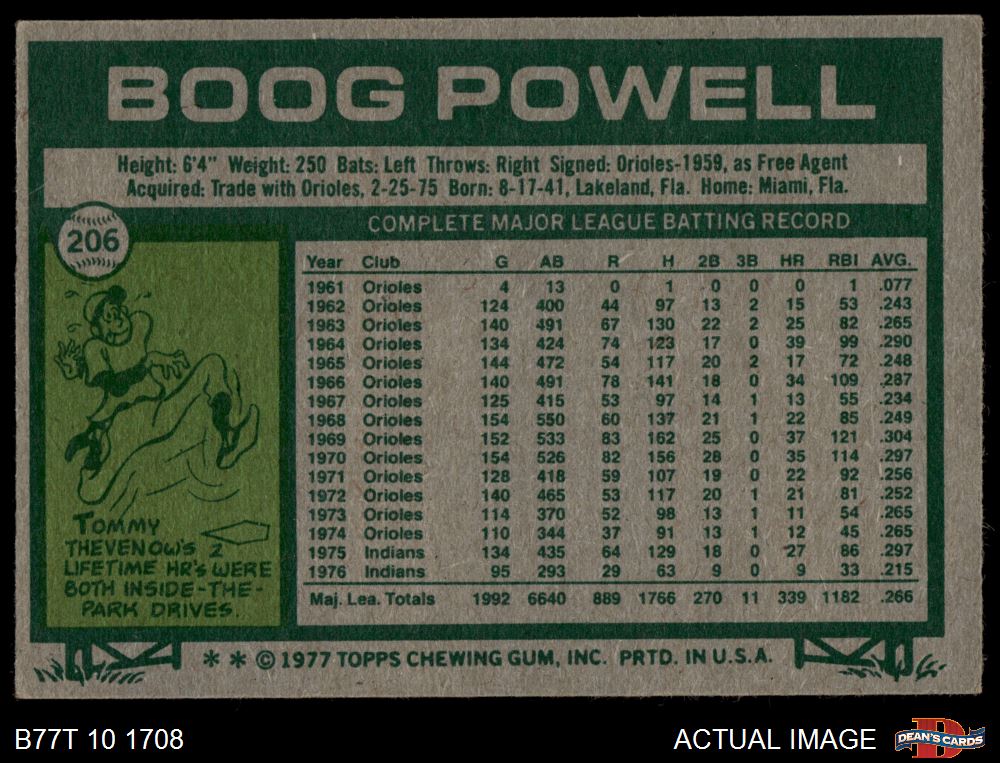 BOOG POWELL
Height: 6'4" Weight: 250 Bats: Left Throws: Right Signed: Orioles-1959, as Free Agent
Acquired: Trade with Orioles, 2-25-75 Born: 8-17-41, Lakeland, Fla. Home: Miami, Fla.
206
COMPLETE MAJOR LEAGUE BATTING RECORD
Year Club G AB R H 2B 3B HR RBI AVG.
1961 Orioles 4 13 0 1 0 0 0 1 .077
1962 Orioles 124 400 44 97 13 2 15 53 .243
1963 Orioles 140 491 67 130 22 2 25 82 .265
1964 Orioles 134 424 74 123 17 0 39 99 .290
1965 Orioles 144 472 54 117 20 2 17 72 .248
1966 Orioles 140 491 78 141 18 0 34 109 .287
1967 Orioles 125 415 53 97 14 1 13 55 .234
1968 Orioles 154 550 60 137 21 1 22 85 .249
1969 Orioles 152 533 83 162 25 0 37 121 .304
1970 Orioles 154 526 82 156 28 0 35 114 .297
1971 Orioles 128 418 59 107 19 0 22 92 .256
1972 Orioles 140 465 53 117 20 1 21 81 .252
1973 Orioles 114 370 52 98 13 1 11 54 .265
1974 Orioles 110 344 37 91 13 1 12 45 .265
1975 Indians 134 435 64 129 18 0 27 86 .297
1976 Indians 95 293 29 63 9 0 9 33 .215
Maj. Lea. Totals 1992 6640 889 1766 270 11 339 1182 .266
TOMMY
THEVENOW'S 2
LIFETIME HR'S WERE
BOTH INSIDE-THE-
PARK DRIVES.
* * © 1977 TOPPS CHEWING GUM, INC. PRTD. IN U.S.A.
B77T 10 1708
ACTUAL IMAGE
DEAN'S CARDS